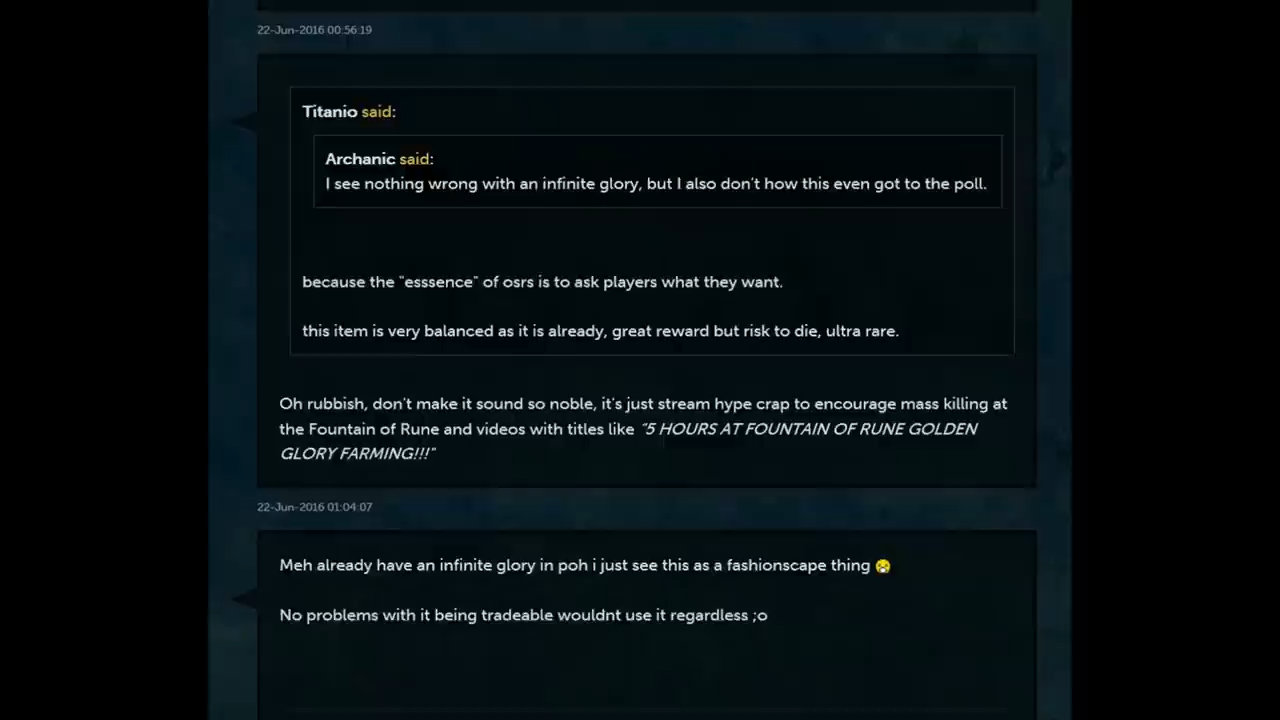 22-Jun-2016 00:56:19
Titanio said:
Archanic said:
I see nothing wrong with an infinite glory, but I also don't how this even got to the poll.
because the "esssence" of osrs is to ask players what they want.
this item is very balanced as it is already, great reward but risk to die, ultra rare.
Oh rubbish, don't make it sound so noble, it's just stream hype crap to encourage mass killing at
the Fountain of Rune and videos with titles like "5 HOURS AT FOUNTAIN OF RUNE GOLDEN
GLORY FARMING!!!"
22-Jun-2016 01:04:07
Meh already have an infinite glory in poh i just see this as a fashionscape thing
No problems with it being tradeable wouldnt use it regardless ;o